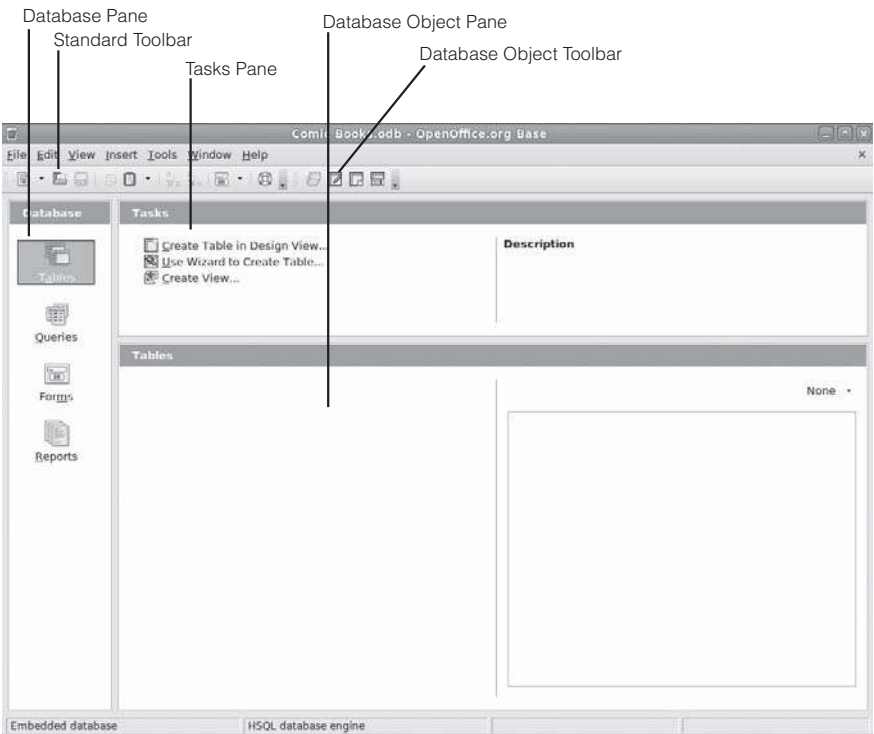 Database Pane
Database Object Pane
Standard Toolbar
Database Object Toolbar
Tasks Pane
Comic Books.odb - OpenOffice.org Base
File Edit View Insert Tools Window Help
Database
Tasks
Tables
Create Table in Design View...
Use Wizard to Create Table...
Create View...
Description
Queries
Tables
Forms
None
Reports
Embedded database
HSQL database engine